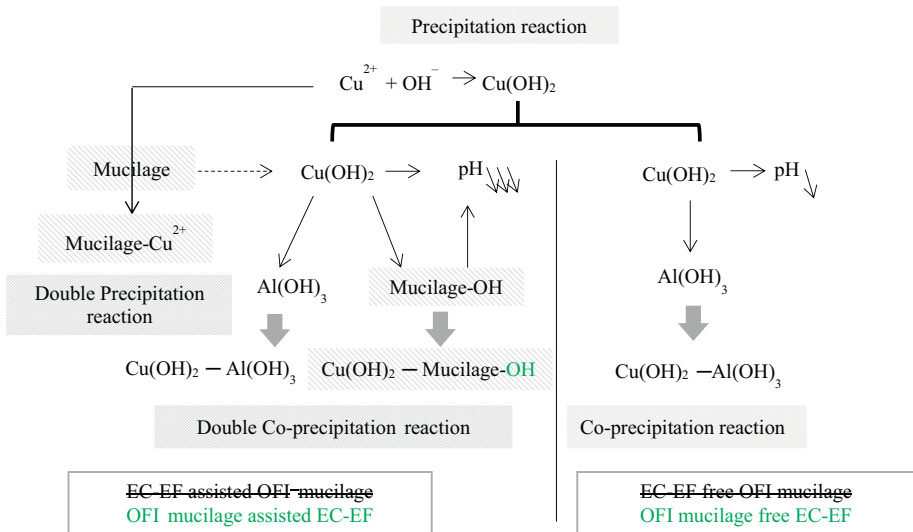 Precipitation reaction
Cu²⁺ + OH⁻ → Cu(OH)₂
Mucilage
Cu(OH)₂ → pH
Cu(OH)₂ → pH
Mucilage-Cu²⁺
Double Precipitation
reaction
Al(OH)₃
Mucilage-OH
Al(OH)₃
Cu(OH)₂ – Al(OH)₃
Cu(OH)₂ – Mucilage-OH
Cu(OH)₂ –Al(OH)₃
Double Co-precipitation reaction
Co-precipitation reaction
EC-EF assisted OFI mucilage
OFI mucilage assisted EC-EF
EC-EF free OFI mucilage
OFI mucilage free EC-EF